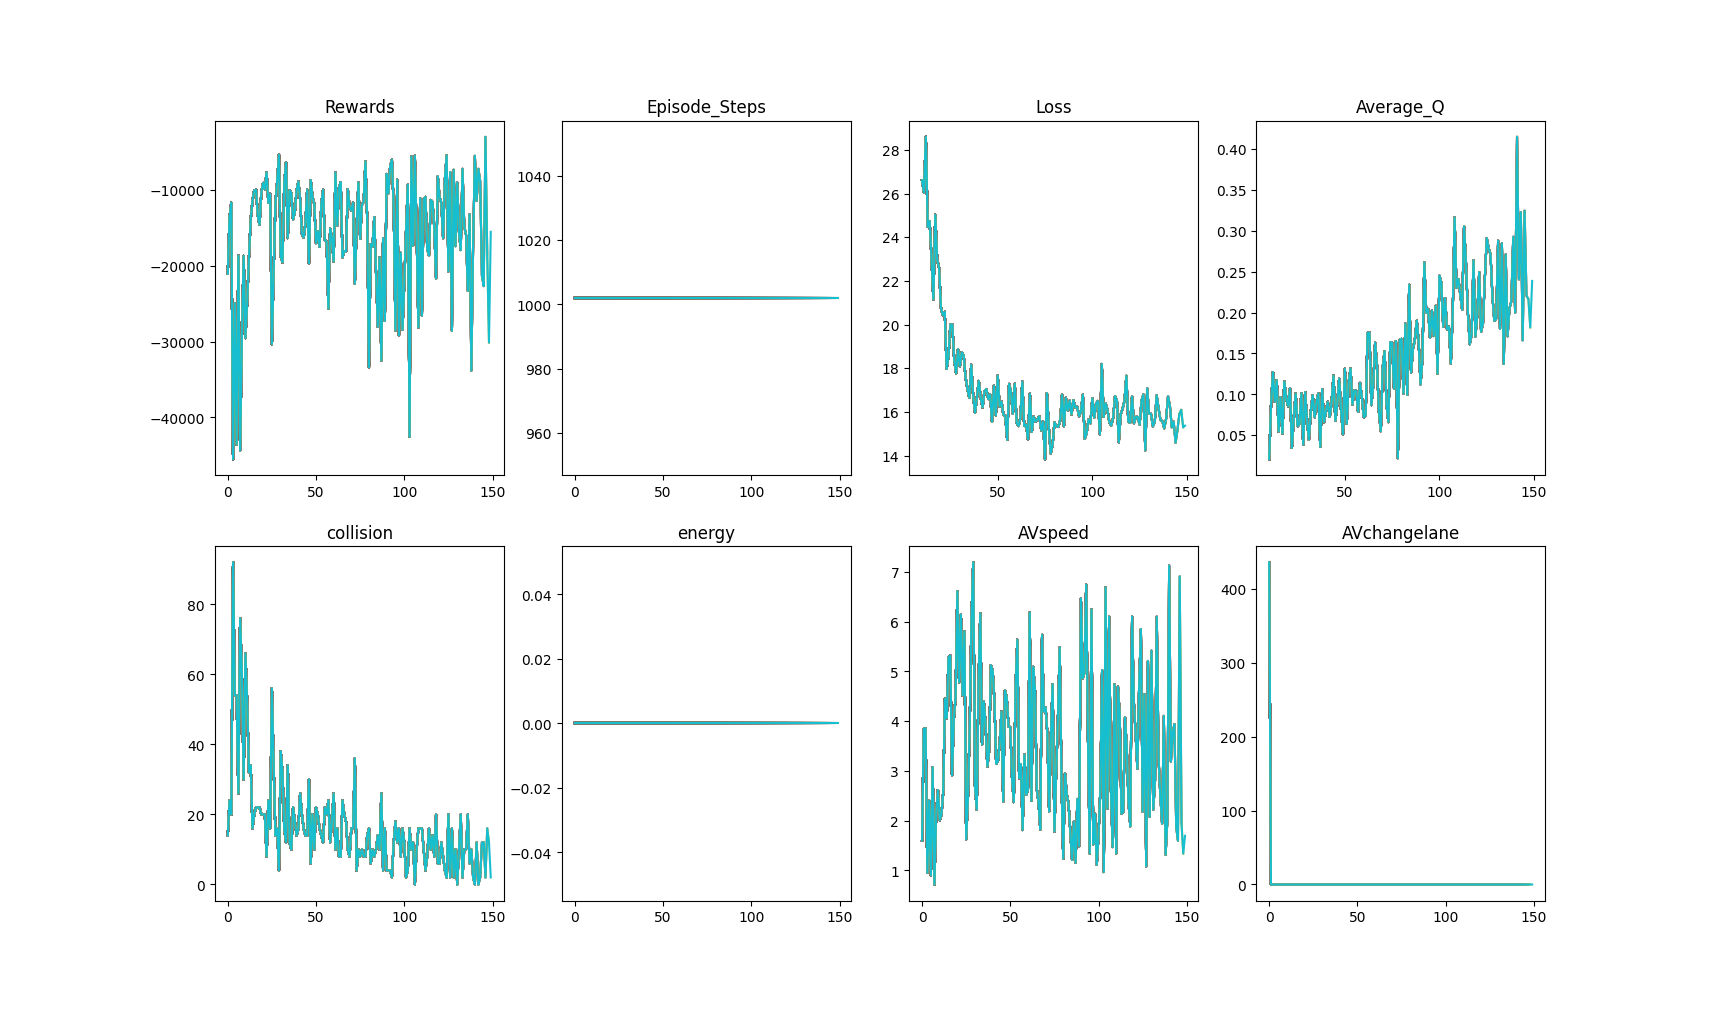 Rewards
−10000
−20000
−30000
−40000
0 50 100 150
Episode_Steps
1040
1020
1000
980
960
0 50 100 150
Loss
28
26
24
22
20
18
16
14
50 100 150
Average_Q
0.40
0.35
0.30
0.25
0.20
0.15
0.10
0.05
50 100 150
collision
80
60
40
20
0
0 50 100 150
energy
0.04
0.02
0.00
−0.02
−0.04
0 50 100 150
AVspeed
7
6
5
4
3
2
1
0 50 100 150
AVchangelane
400
300
200
100
0
0 50 100 150